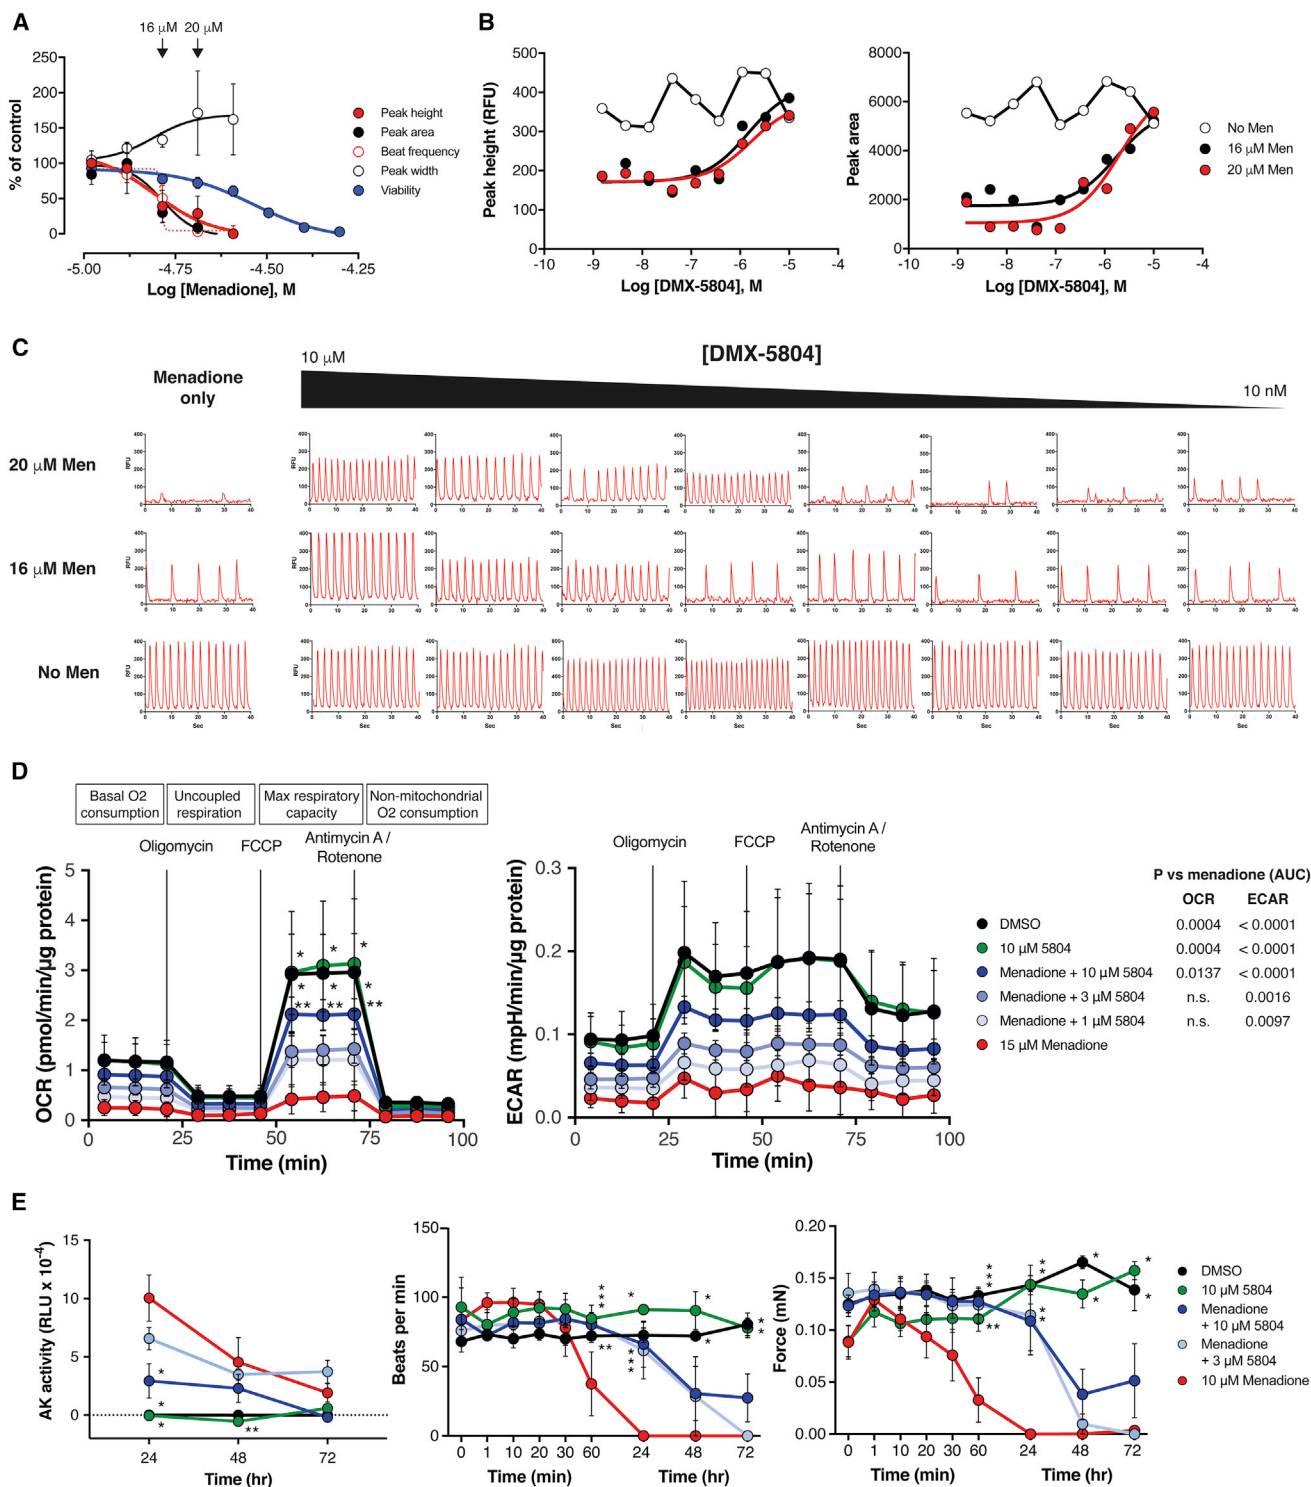 A
16 µM 20 µM
% of control
250
200
150
100
50
0
-5.00 -4.75 -4.50 -4.25
Log [Menadione], M
Peak height
Peak area
Beat frequency
Peak width
Viability
B
Peak height (RFU)
500
400
300
200
100
0
-10 -9 -8 -7 -6 -5 -4
Log [DMX-5804], M
Peak area
8000
6000
4000
2000
0
-10 -9 -8 -7 -6 -5 -4
Log [DMX-5804], M
No Men
16 µM Men
20 µM Men
C
Menadione
only
10 µM
[DMX-5804]
10 nM
20 µM Men
16 µM Men
No Men
D
Basal O2
consumption
Uncoupled
respiration
Max respiratory
capacity
Non-mitochondrial
O2 consumption
Oligomycin FCCP Antimycin A /
Rotenone
OCR (pmol/min/µg protein)
5
4
3
2
1
0
0 25 50 75 100
Time (min)
Oligomycin FCCP Antimycin A /
Rotenone
ECAR (mpH/min/µg protein)
0.3
0.2
0.1
0.0
0 25 50 75 100
Time (min)
P vs menadione (AUC)
OCR ECAR
DMSO 0.0004 < 0.0001
10 µM 5804 0.0004 < 0.0001
Menadione + 10 µM 5804 0.0137 < 0.0001
Menadione + 3 µM 5804 n.s. 0.0016
Menadione + 1 µM 5804 n.s. 0.0097
15 µM Menadione
E
AK activity (RLU x 10-4)
15
10
5
0
24 48 72
Time (hr)
Beats per min
150
100
50
0
0 1 10 20 30 60 24 48 72
Time (min) Time (hr)
Force (mN)
0.20
0.15
0.10
0.05
0.00
0 1 10 20 30 60 24 48 72
Time (min) Time (hr)
DMSO
10 µM 5804
Menadione
+ 10 µM 5804
Menadione
+ 3 µM 5804
10 µM Menadione